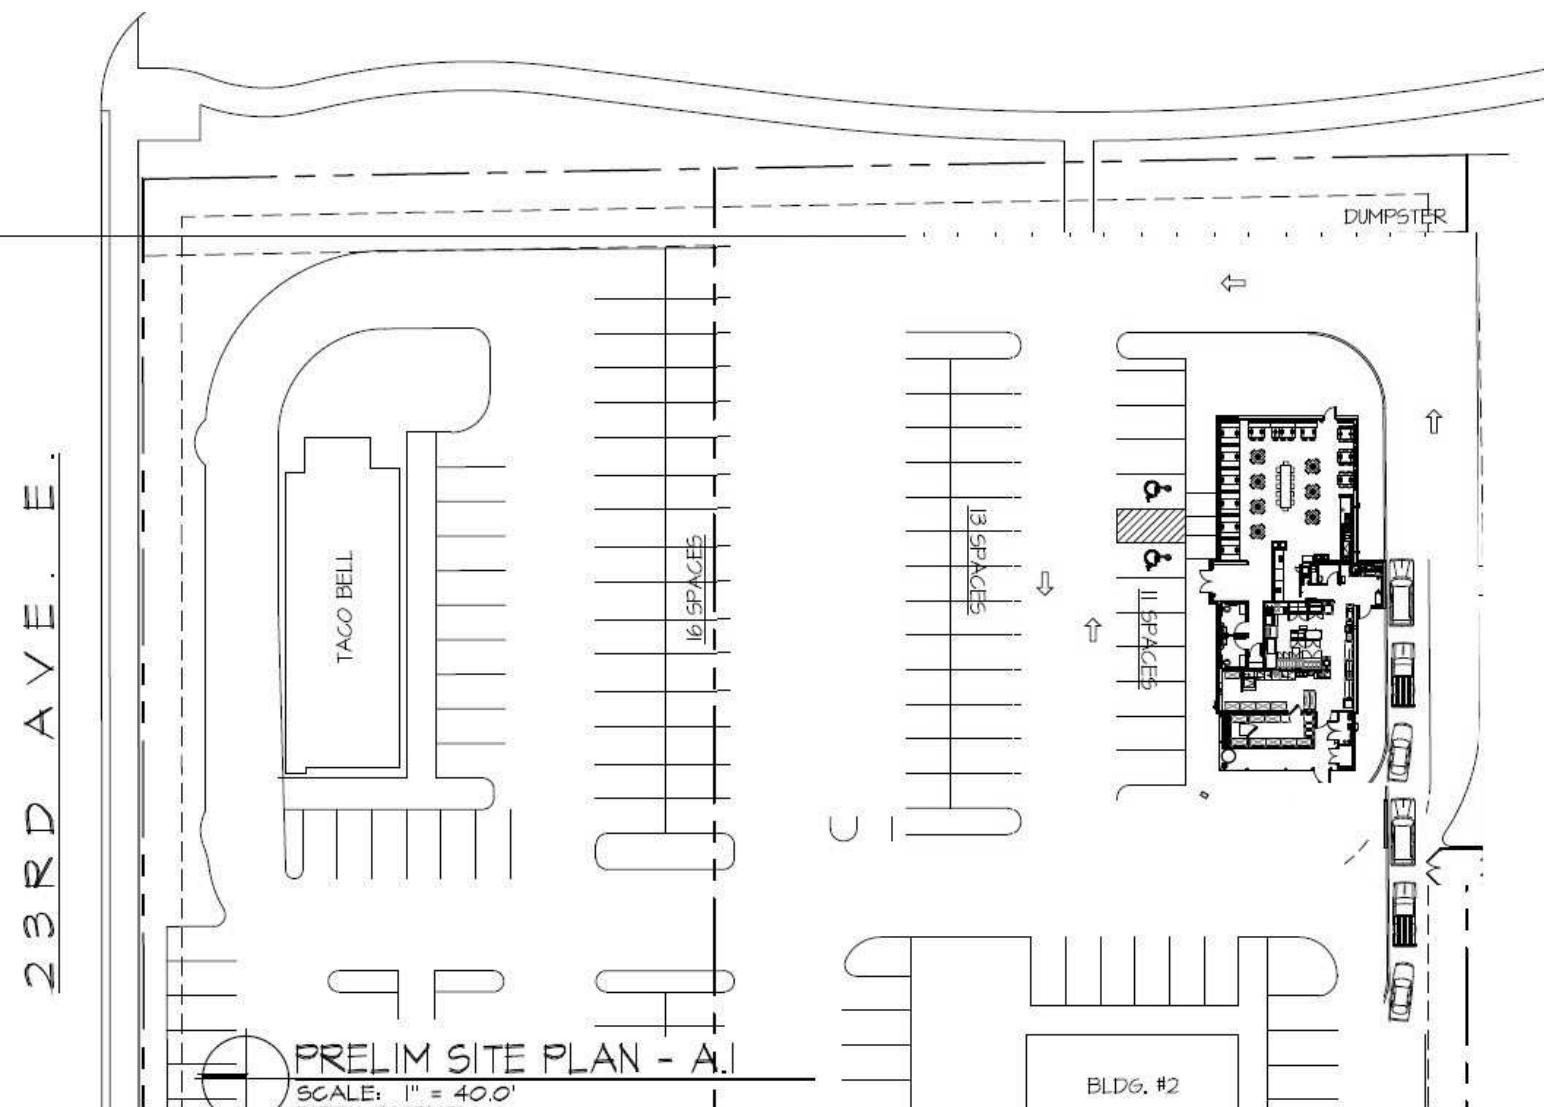 DUMPSTER
23RD AVE. E.
TACO BELL
16 SPACES
13 SPACES
11 SPACES
PRELIM SITE PLAN - A.1
SCALE: 1" = 40.0'
BLDG. #2